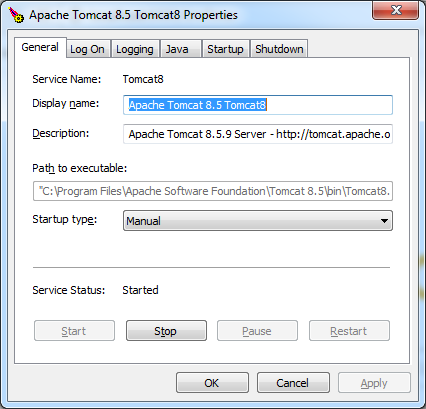 Apache Tomcat 8.5 Tomcat8 Properties
General Log On Logging Java Startup Shutdown
Service Name: Tomcat8
Display name: Apache Tomcat 8.5 Tomcat8
Description: Apache Tomcat 8.5.9 Server - http://tomcat.apache.o
Path to executable:
"C:\Program Files\Apache Software Foundation\Tomcat 8.5\bin\Tomcat8.
Startup type: Manual
Service Status: Started
Start Stop Pause Restart
OK Cancel Apply